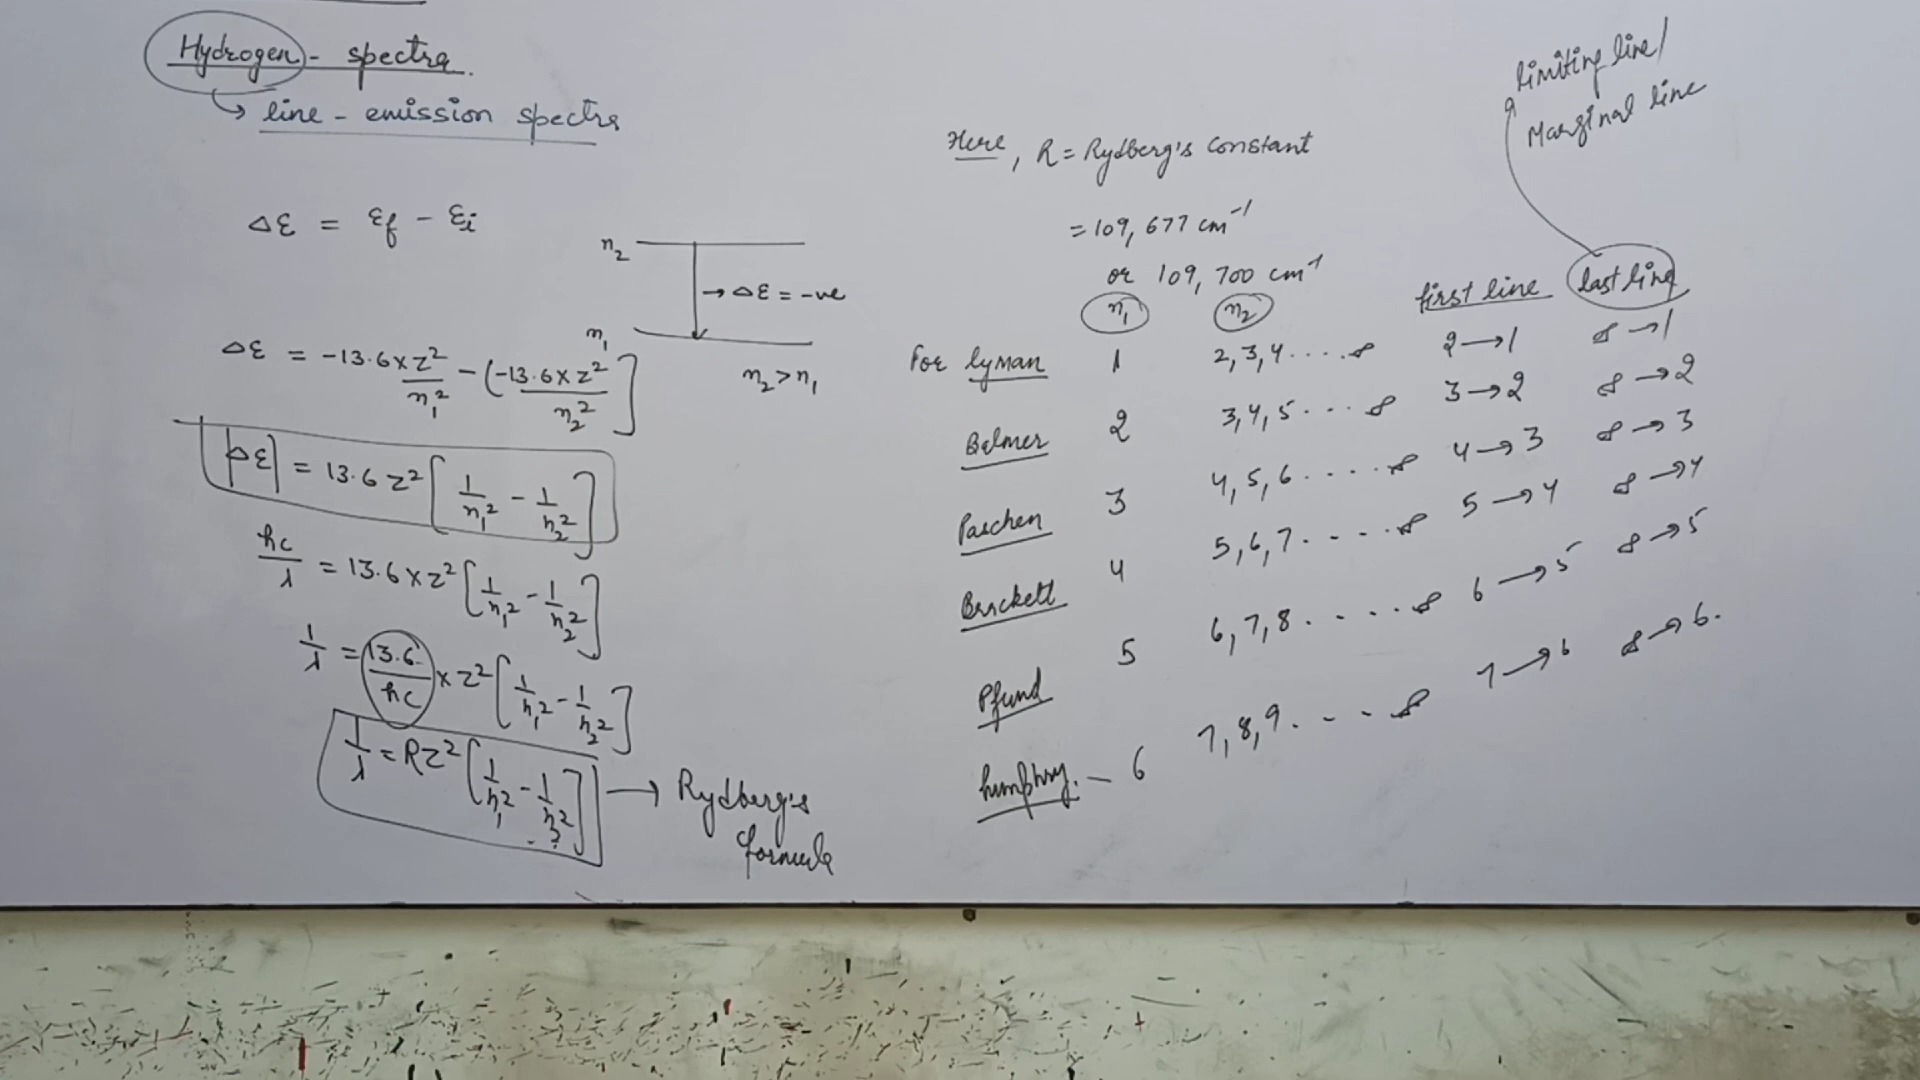 Hydrogen - spectra.
↳ line - emission spectra
ΔE = Ef - Ei
n2
→ ΔE = -ve
n1
n2 > n1
ΔE = -13.6 x Z²/n1² - (-13.6 x Z²/n2²]
|ΔE| = 13.6 Z² [1/n1² - 1/n2²]
hc/λ = 13.6 x Z² [1/n1² - 1/n2²]
1/λ = 13.6/hc x Z² [1/n1² - 1/n2²]
1/λ = RZ² [1/n1² - 1/n2²] → Rydberg's
formula
Here, R = Rydberg's constant
= 109,677 cm⁻¹
or 109,700 cm⁻¹
limiting line/
Marginal line
n1 n2 first line last line
For lyman 1 2,3,4.....∞ 2→1 ∞→1
Balmer 2 3,4,5....∞ 3→2 ∞→2
Paschen 3 4,5,6.....∞ 4→3 ∞→3
Brackett 4 5,6,7.....∞ 5→4 ∞→4
Pfund 5 6,7,8.....∞ 6→5 ∞→5
humphry. - 6 7,8,9....∞ 7→6 ∞→6.